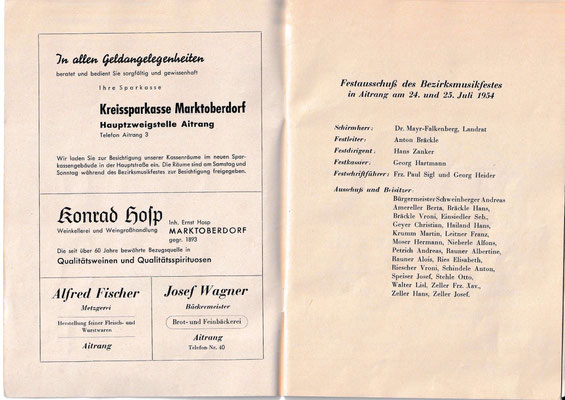 In allen Geldangelegenheiten
beratet und bedient Sie sorgfältig und gewissenhaft
Ihre Sparkasse
Kreissparkasse Marktoberdorf
Hauptzweigstelle Aitrang
Telefon Aitrang 3
Wir laden Sie zur Besichtigung unserer Kassenräume im neuen Spar-
kassengebäude in der Hauptstraße ein. Die Räume sind am Samstag und
Sonntag während des Bezirksmusikfestes zur Besichtigung freigegeben.
Konrad Hosp
Weinkellerei und Weingroßhandlung
Inh. Ernst Hosp
MARKTOBERDORF
gegr. 1893
Die seit über 60 Jahre bewährte Bezugsquelle in
Qualitätsweinen und Qualitätsspirituosen
Alfred Fischer
Metzgerei
Herstellung feiner Fleisch- und
Wurstwaren
Aitrang
Josef Wagner
Bäckermeister
Brot- und Feinbäckerei
Aitrang
Telefon Nr. 40
Festausschuß des Bezirksmusikfestes
in Aitrang am 24. und 25. Juli 1954
Schirmherr: Dr. Mayr-Falkenberg, Landrat
Festleiter: Anton Bräckle
Festdirigent: Hans Zanker
Festkassier: Georg Hartmann
Festschriftführer: Frz. Paul Sigl und Georg Heider
Ausschuß und Beisitzer:
Bürgermeister Schweinberger Andreas
Amereller Berta, Bräckle Hans,
Bräckle Vroni, Einsiedler Seb.,
Geyer Christian, Hailand Hans,
Krumm Martin, Leitner Franz,
Moser Hermann, Nieberle Alfons,
Petrich Andreas, Rauner Albertine,
Rauner Alois, Ries Elisabeth,
Riescher Vroni, Schindele Anton,
Speiser Josef, Stehle Otto,
Walter Lisl, Zeller Frz. Xav.,
Zeller Hans, Zeller Josef.